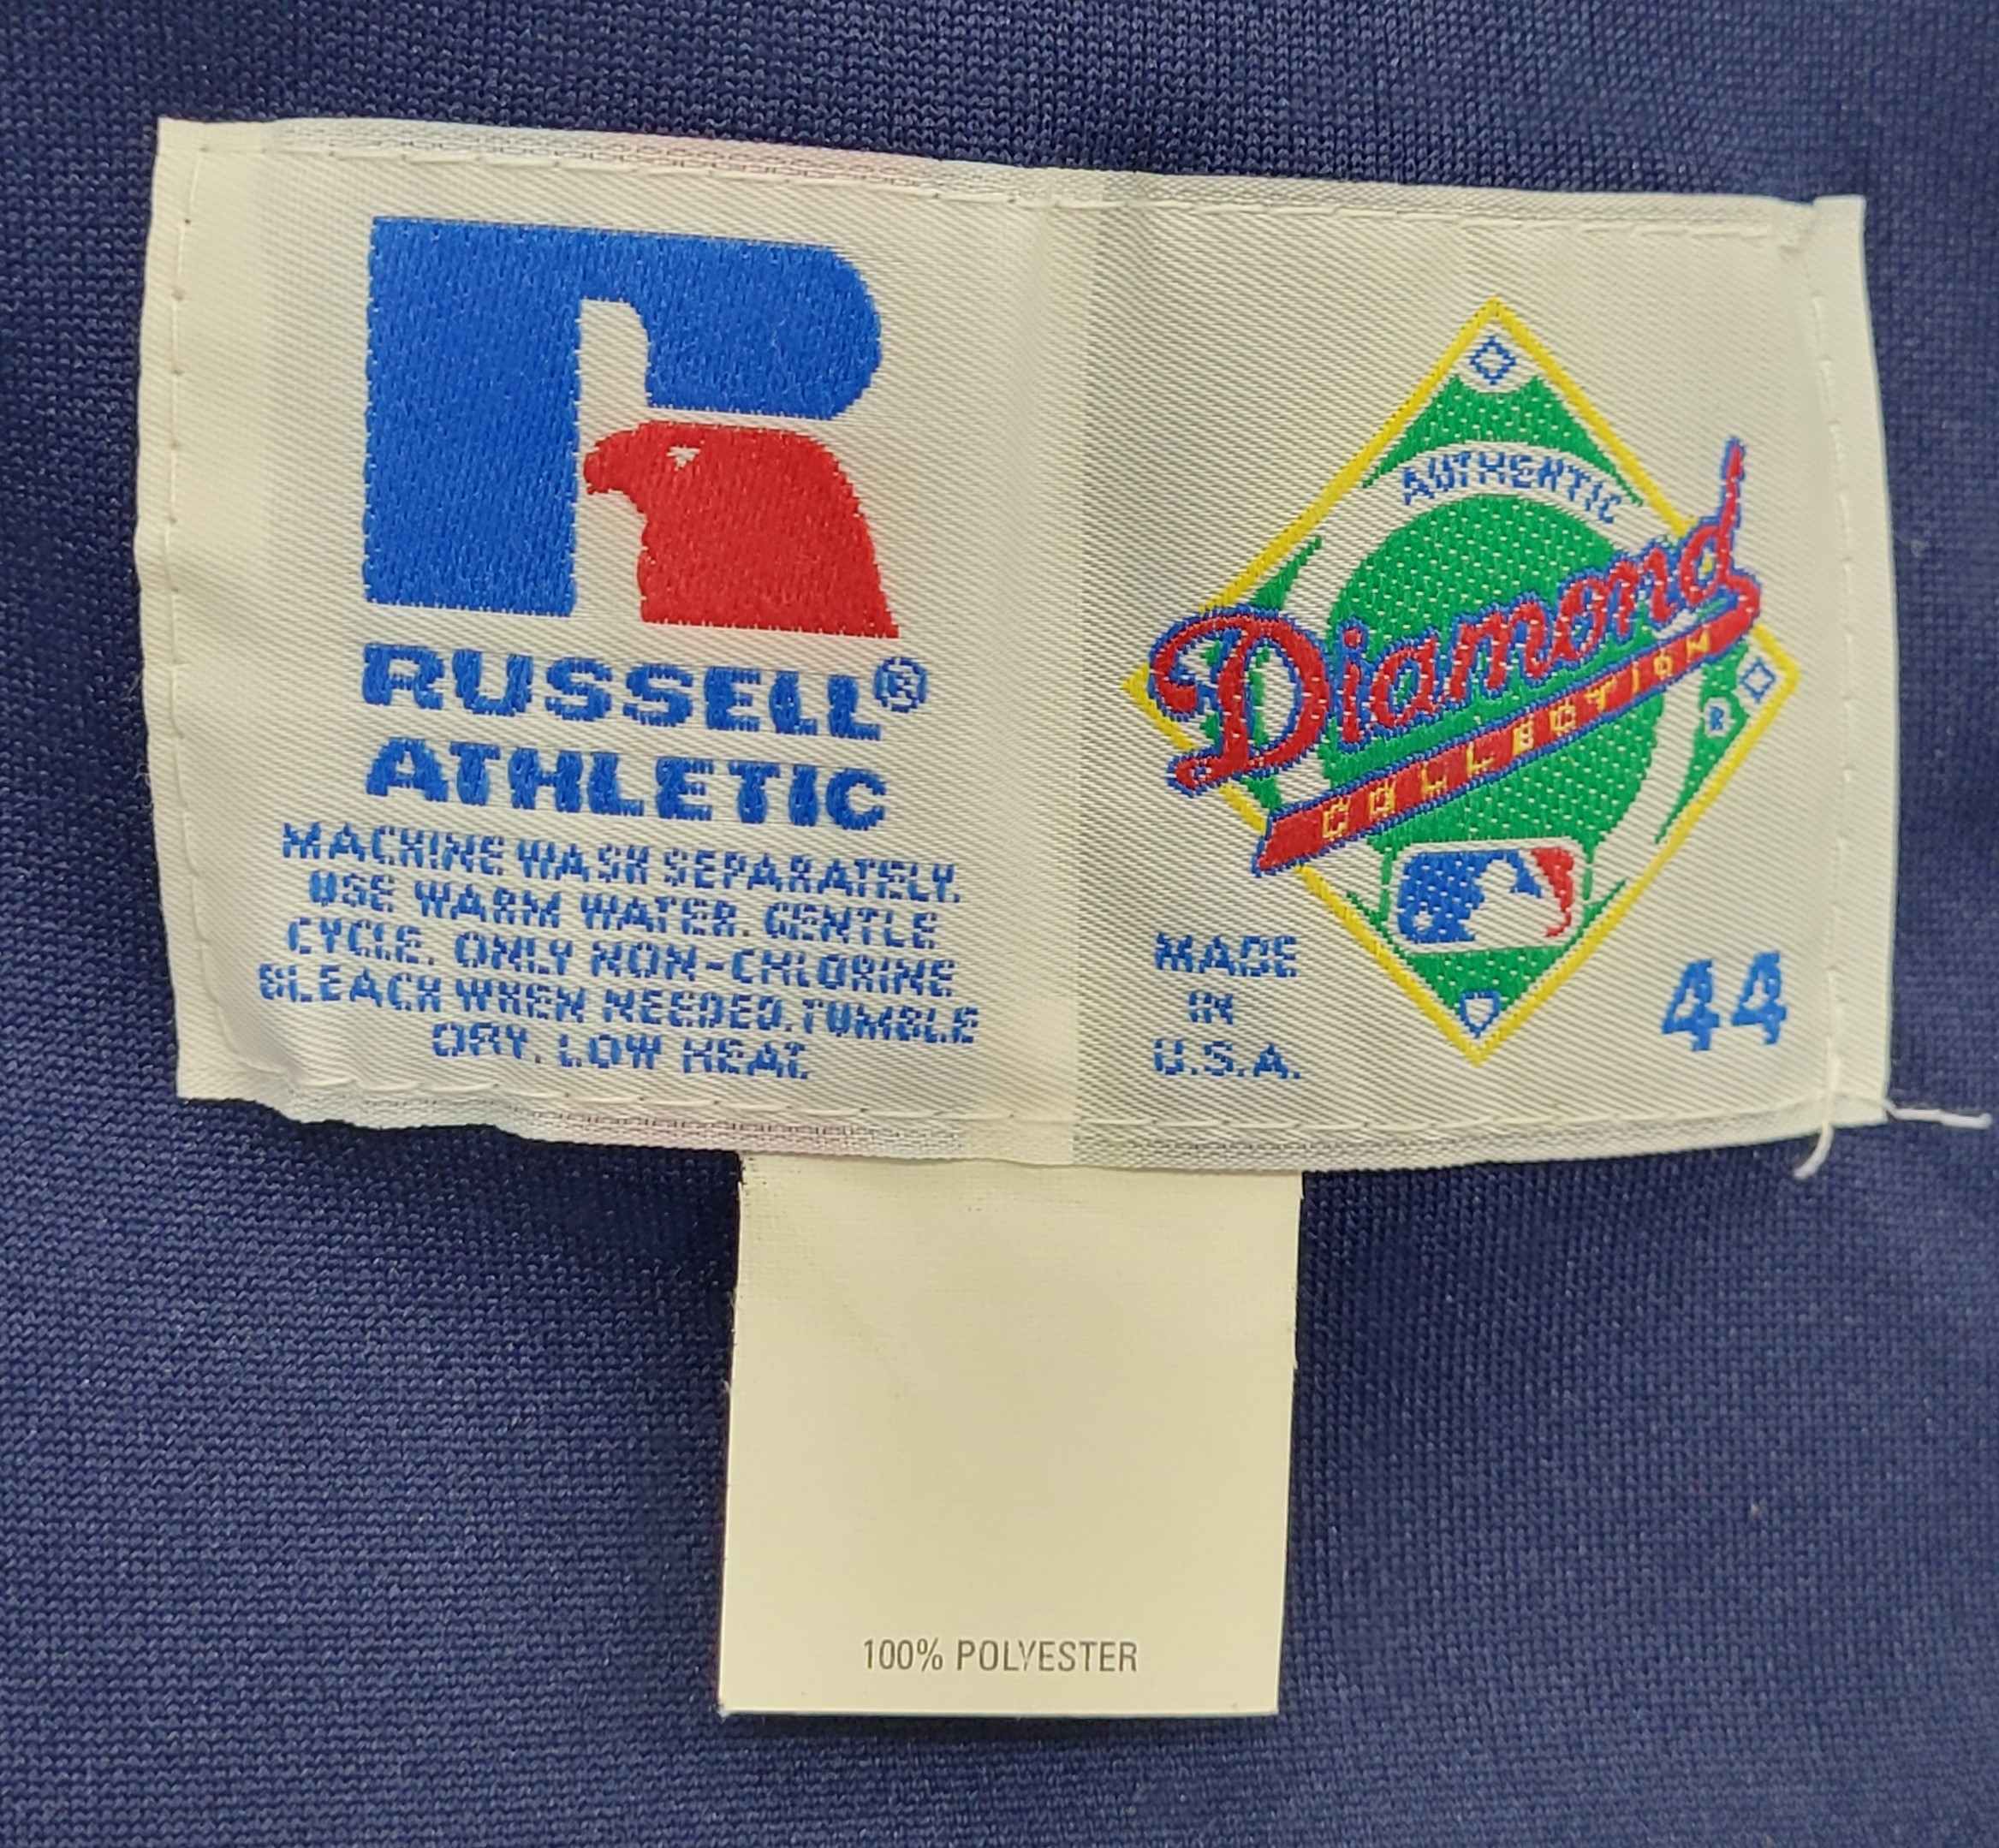 RUSSELL®
ATHLETIC
MACHINE WASH SEPARATELY.
USE WARM WATER. GENTLE
CYCLE. ONLY NON-CHLORINE
BLEACH WHEN NEEDED. TUMBLE
DRY. LOW HEAT.
AUTHENTIC
Diamond
COLLECTION
®
MADE
IN
U.S.A.
44
100% POLYESTER